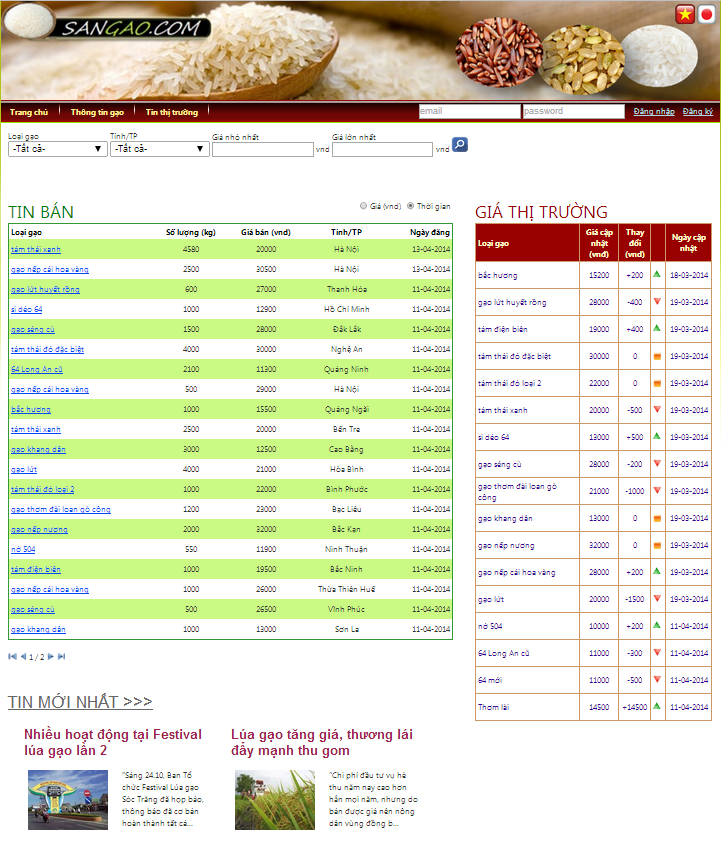 SANGAO.COM
Trang chủ Thông tin gạo Tin thị trường email password Đăng nhập Đăng ký
Loại gạo Tỉnh/TP Giá nhỏ nhất Giá lớn nhất
-Tất cả- -Tất cả- vnd vnd
TIN BÁN Giá (vnd) Thời gian
Loại gạo Số lượng (kg) Giá bán (vnd) Tỉnh/TP Ngày đăng
tám thái xanh 4580 20000 Hà Nội 13-04-2014
gạo nếp cái hoa vàng 2500 30500 Hà Nội 13-04-2014
gạo lứt huyết rồng 600 27000 Thanh Hóa 11-04-2014
si dẻo 64 1000 12900 Hồ Chí Minh 11-04-2014
gạo séng cù 1500 28000 Đắk Lắk 11-04-2014
tám thái đỏ đặc biệt 4000 30000 Nghệ An 11-04-2014
64 Long An cũ 2100 11300 Quảng Ninh 11-04-2014
gạo nếp cái hoa vàng 500 29000 Hà Nội 11-04-2014
bắc hương 1000 15500 Quảng Ngãi 11-04-2014
tám thái xanh 2500 20000 Bến Tre 11-04-2014
gạo khang dân 3000 12500 Cao Bằng 11-04-2014
gạo lứt 4000 21000 Hòa Bình 11-04-2014
tám thái đỏ loại 2 1000 22000 Bình Phước 11-04-2014
gạo thơm đài loan gò công 1200 23000 Bạc Liêu 11-04-2014
gạo nếp nương 2000 32000 Bắc Kạn 11-04-2014
nở 504 550 11900 Ninh Thuận 11-04-2014
tám điện biên 1000 19500 Bắc Ninh 11-04-2014
gạo nếp cái hoa vàng 1000 26000 Thừa Thiên Huế 11-04-2014
gạo séng cù 500 26500 Vĩnh Phúc 11-04-2014
gạo khang dân 1000 13000 Sơn La 11-04-2014
1 / 2
GIÁ THỊ TRƯỜNG
Loại gạo Giá cập nhật (vnđ) Thay đổi (vnđ) Ngày cập nhật
bắc hương 15200 +200 18-03-2014
gạo lứt huyết rồng 28000 -400 19-03-2014
tám điện biên 19000 +400 19-03-2014
tám thái đỏ đặc biệt 30000 0 19-03-2014
tám thái đỏ loại 2 22000 0 19-03-2014
tám thái xanh 20000 -500 19-03-2014
si dẻo 64 13000 +500 19-03-2014
gạo séng cù 28000 -200 19-03-2014
gạo thơm đài loan gò công 21000 -1000 19-03-2014
gạo khang dân 13000 0 19-03-2014
gạo nếp nương 32000 0 19-03-2014
gạo nếp cái hoa vàng 28000 +200 19-03-2014
gạo lứt 20000 -1500 19-03-2014
nở 504 10000 +200 11-04-2014
64 Long An cũ 11000 -300 11-04-2014
64 mới 11000 -500 11-04-2014
Thơm lài 14500 +14500 11-04-2014
TIN MỚI NHẤT >>>
Nhiều hoạt động tại Festival
lúa gạo lần 2
"Sáng 24.10, Ban Tổ
chức Festival Lúa gạo
Sóc Trăng đã họp báo,
thông báo đã cơ bản
hoàn thành tất cả...
Lúa gạo tăng giá, thương lái
đẩy mạnh thu gom
"Chi phí đầu tư vụ hè
thu năm nay cao hơn
hẳn mọi năm, nhưng do
bán được giá nên nông
dân vùng đồng b...